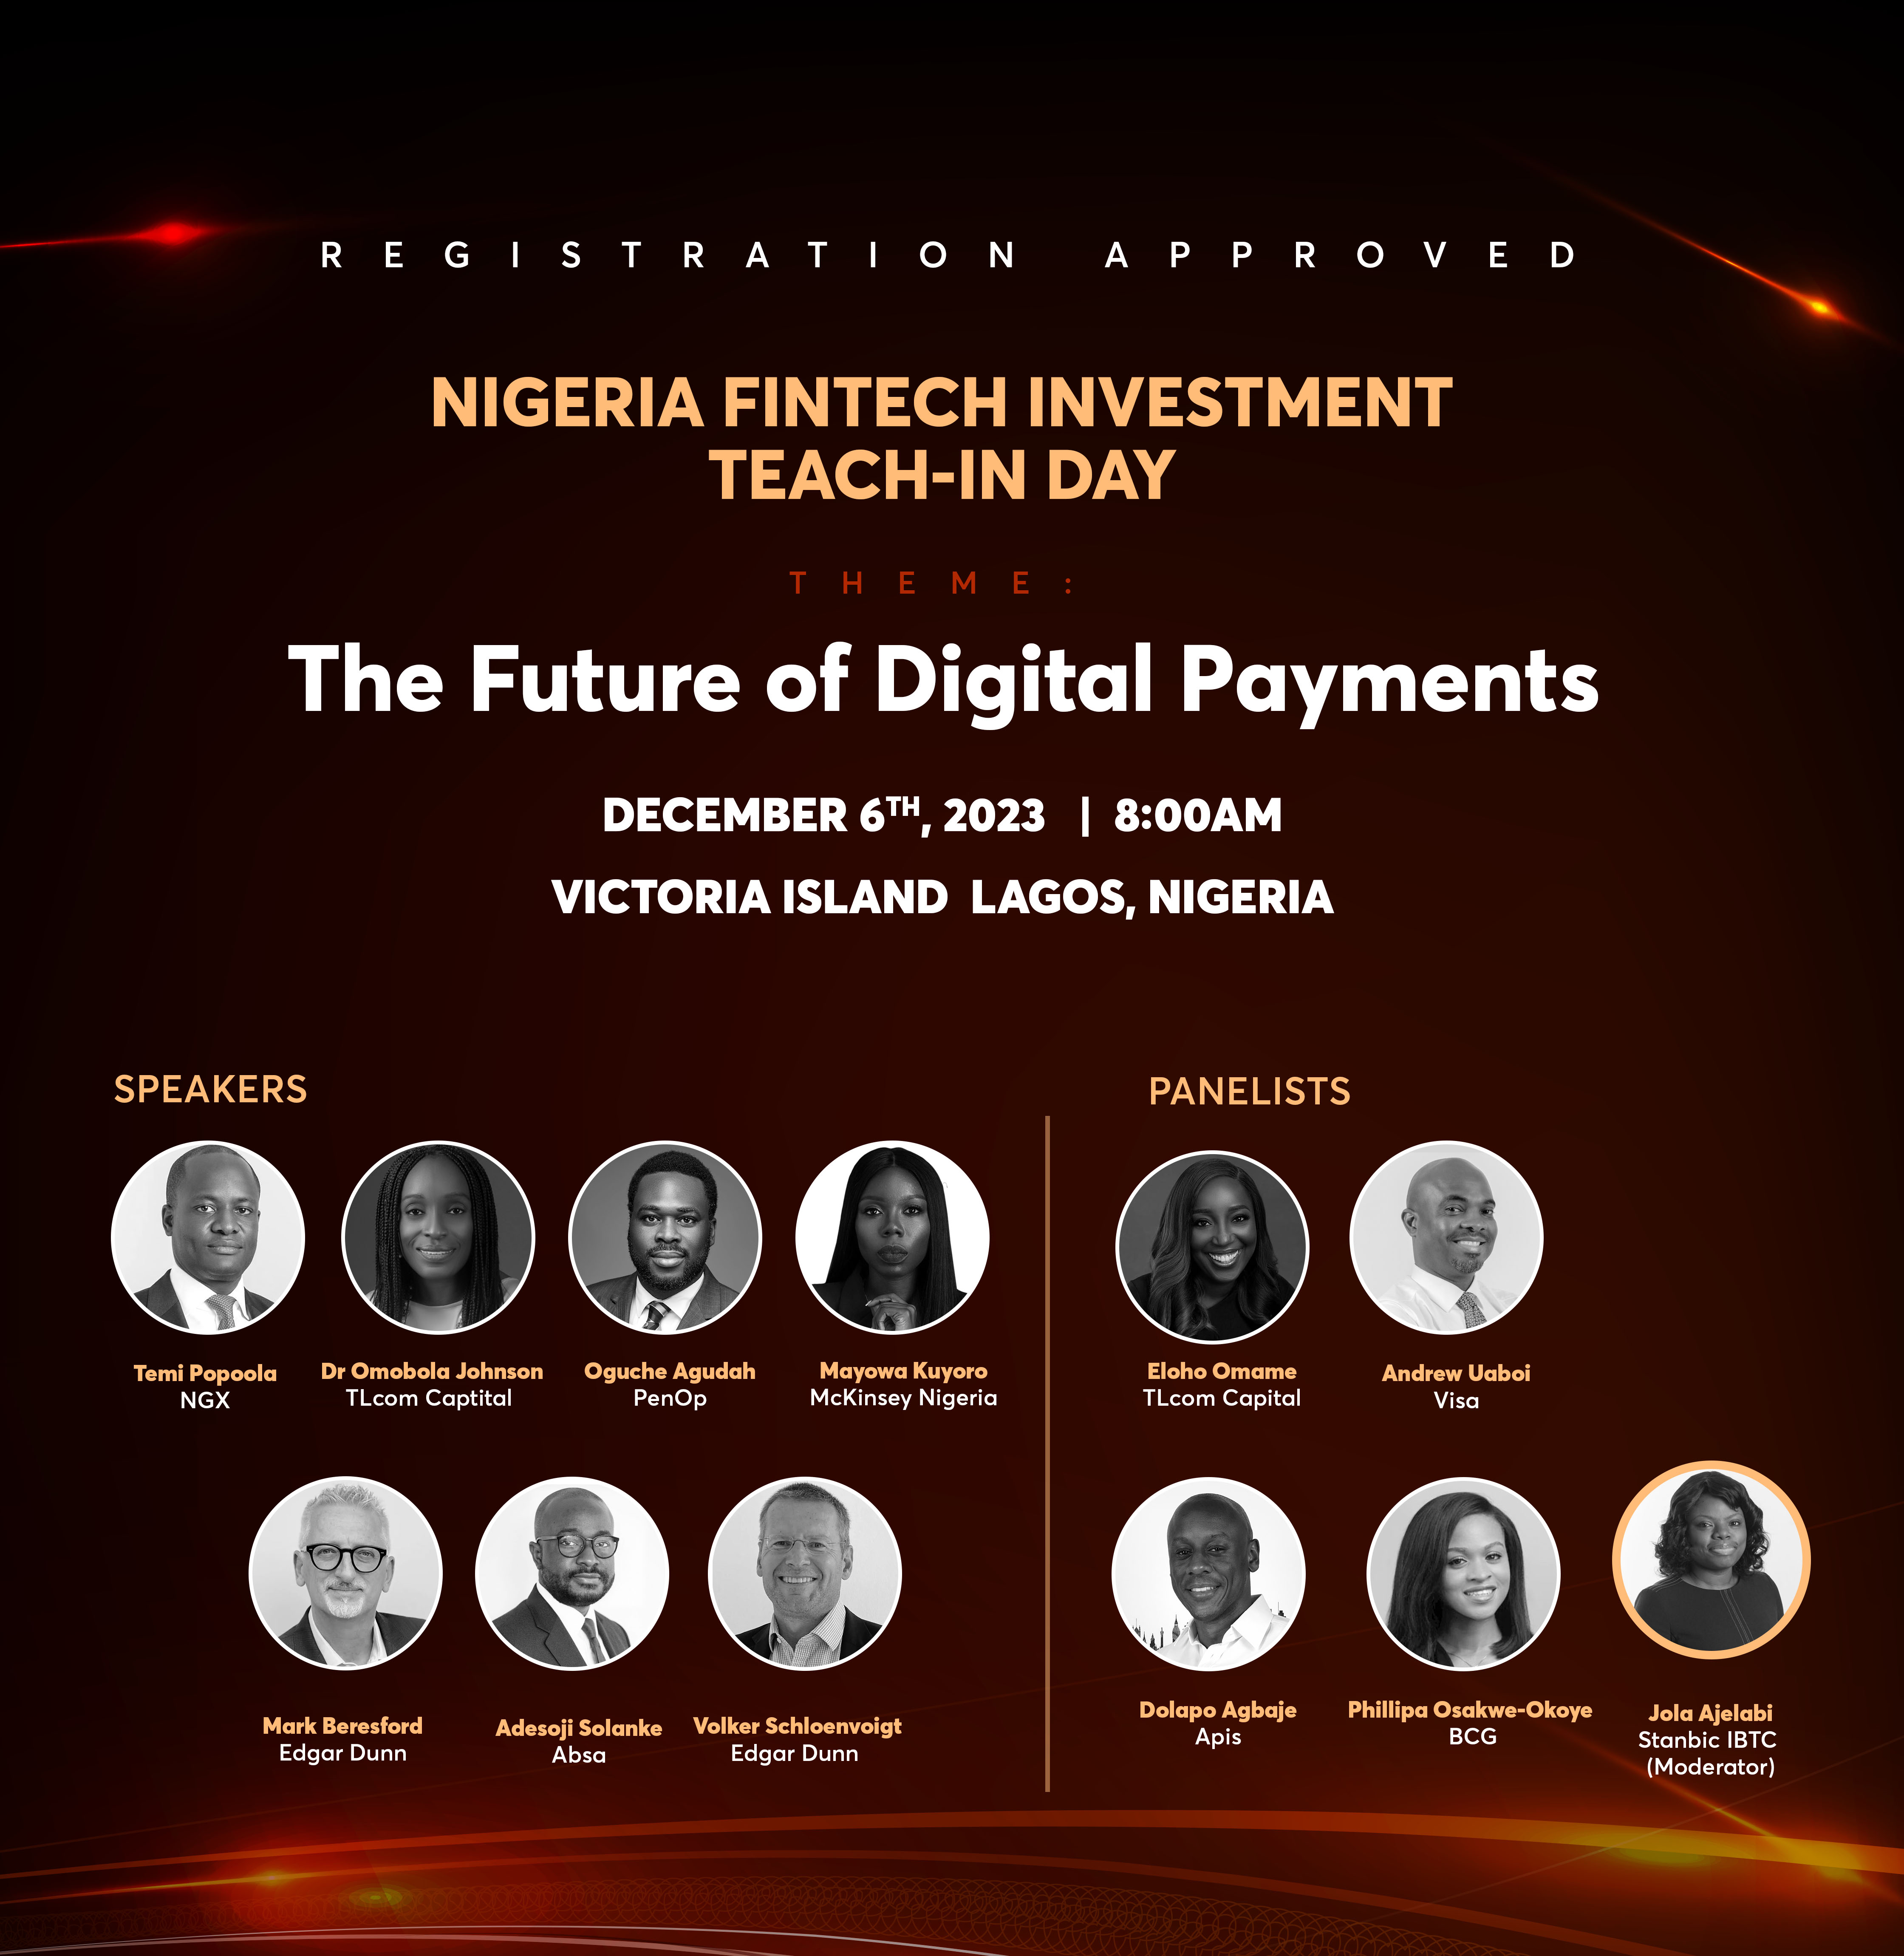 REGISTRATION APPROVED
NIGERIA FINTECH INVESTMENT
TEACH-IN DAY
THEME:
The Future of Digital Payments
DECEMBER 6TH, 2023 | 8:00AM
VICTORIA ISLAND LAGOS, NIGERIA
SPEAKERS
Temi Popoola
NGX
Dr Omobola Johnson
TLcom Captital
Oguche Agudah
PenOp
Mayowa Kuyoro
McKinsey Nigeria
Mark Beresford
Edgar Dunn
Adesoji Solanke
Absa
Volker Schloenvoigt
Edgar Dunn
PANELISTS
Eloho Omame
TLcom Capital
Andrew Uaboi
Visa
Dolapo Agbaje
Apis
Phillipa Osakwe-Okoye
BCG
Jola Ajelabi
Stanbic IBTC
(Moderator)